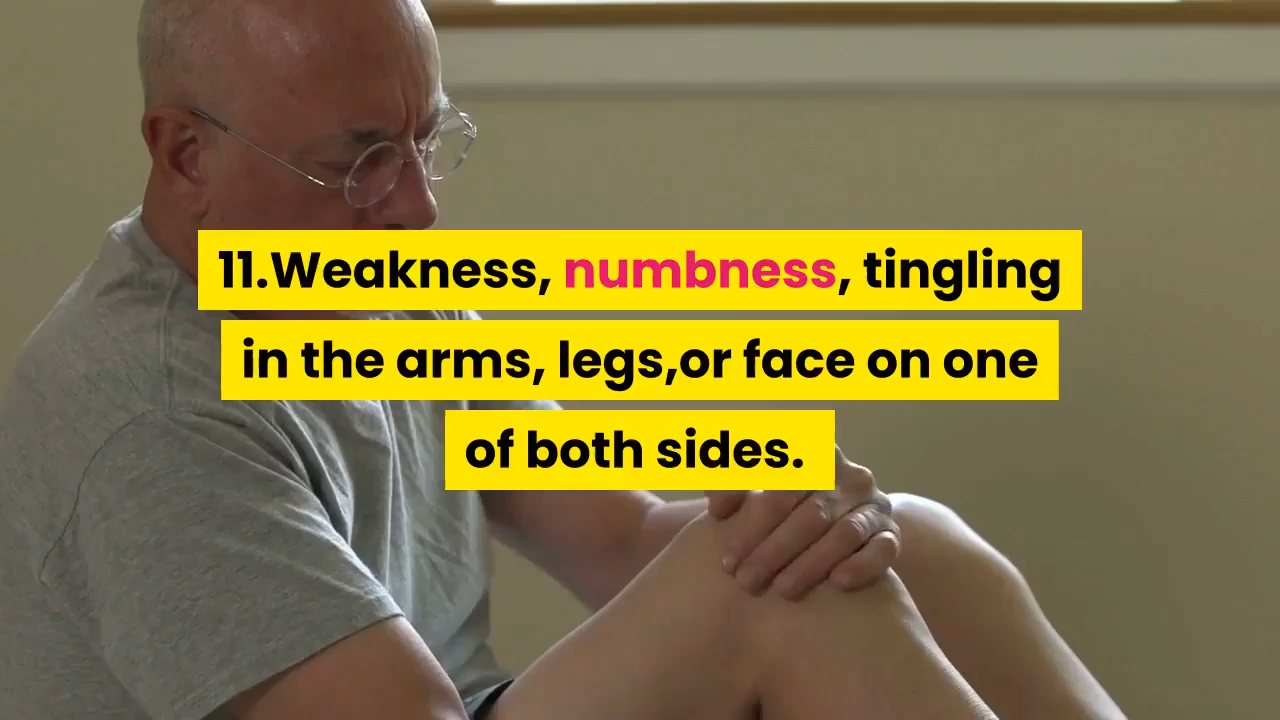 11.Weakness, numbness, tingling
in the arms, legs,or face on one
of both sides.